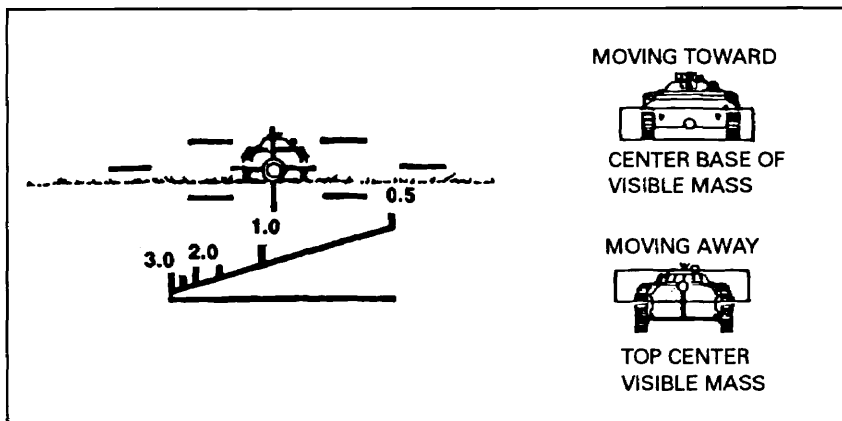 MOVING TOWARD
CENTER BASE OF
VISIBLE MASS
0.5
1.0
2.0
3.0
MOVING AWAY
TOP CENTER
VISIBLE MASS